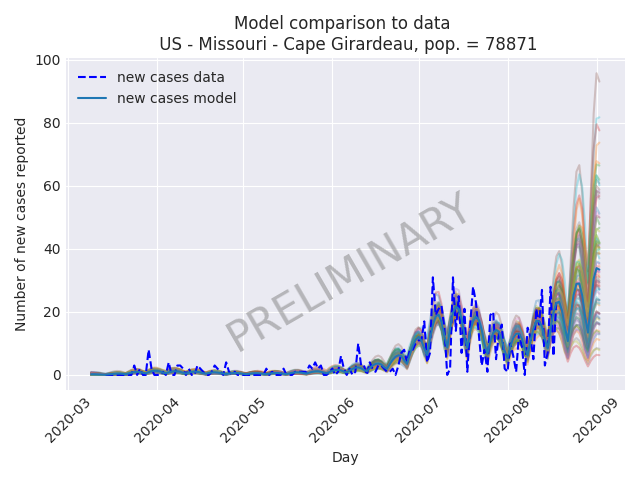 Model comparison to data
US - Missouri - Cape Girardeau, pop. = 78871
100
80
60
40
20
0
Number of new cases reported
new cases data
new cases model
PRELIMINARY
2020-03
2020-04
2020-05
2020-06
2020-07
2020-08
2020-09
Day